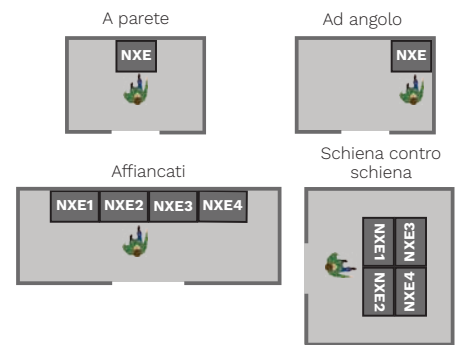 A parete
NXE
Ad angolo
NXE
Affiancati
NXE1 NXE2 NXE3 NXE4
Schiena contro
schiena
NXE1 NXE3
NXE2 NXE4